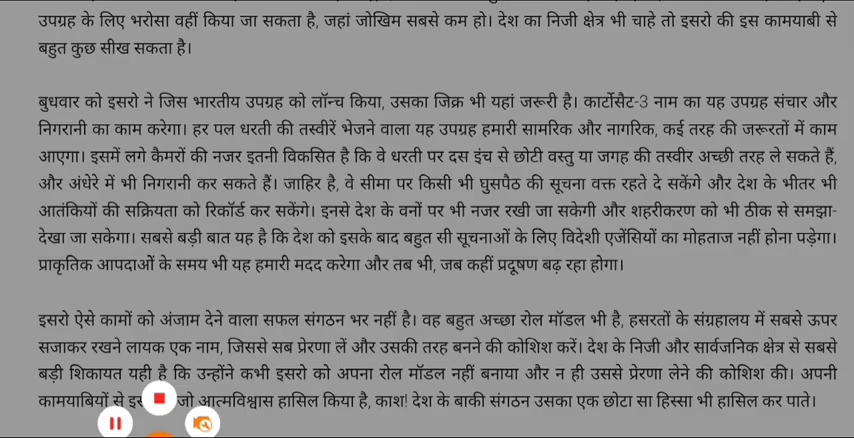 उपग्रह के लिए भरोसा वहीं किया जा सकता है, जहां जोखिम सबसे कम हो। देश का निजी क्षेत्र भी चाहे तो इसरो की इस कामयाबी से
बहुत कुछ सीख सकता है।
बुधवार को इसरो ने जिस भारतीय उपग्रह को लॉन्च किया, उसका जिक्र भी यहां जरूरी है। कार्टोसैट-3 नाम का यह उपग्रह संचार और
निगरानी का काम करेगा। हर पल धरती की तस्वीरें भेजने वाला यह उपग्रह हमारी सामरिक और नागरिक, कई तरह की जरूरतों में काम
आएगा। इसमें लगे कैमरों की नजर इतनी विकसित है कि वे धरती पर दस इंच से छोटी वस्तु या जगह की तस्वीर अच्छी तरह ले सकते हैं,
और अंधेरे में भी निगरानी कर सकते हैं। जाहिर है, वे सीमा पर किसी भी घुसपैठ की सूचना वक्त रहते दे सकेंगे और देश के भीतर भी
आतंकियों की सक्रियता को रिकॉर्ड कर सकेंगे। इनसे देश के वनों पर भी नजर रखी जा सकेगी और शहरीकरण को भी ठीक से समझा-
देखा जा सकेगा। सबसे बड़ी बात यह है कि देश को इसके बाद बहुत सी सूचनाओं के लिए विदेशी एजेंसियों का मोहताज नहीं होना पड़ेगा।
प्राकृतिक आपदाओं के समय भी यह हमारी मदद करेगा और तब भी, जब कहीं प्रदूषण बढ़ रहा होगा।
इसरो ऐसे कामों को अंजाम देने वाला सफल संगठन भर नहीं है। वह बहुत अच्छा रोल मॉडल भी है, हसरतों के संग्रहालय में सबसे ऊपर
सजाकर रखने लायक एक नाम, जिससे सब प्रेरणा लें और उसकी तरह बनने की कोशिश करें। देश के निजी और सार्वजनिक क्षेत्र से सबसे
बड़ी शिकायत यही है कि उन्होंने कभी इसरो को अपना रोल मॉडल नहीं बनाया और न ही उससे प्रेरणा लेने की कोशिश की। अपनी
कामयाबियों से जो आत्मविश्वास हासिल किया है, काश! देश के बाकी संगठन उसका एक छोटा सा हिस्सा भी हासिल कर पाते।